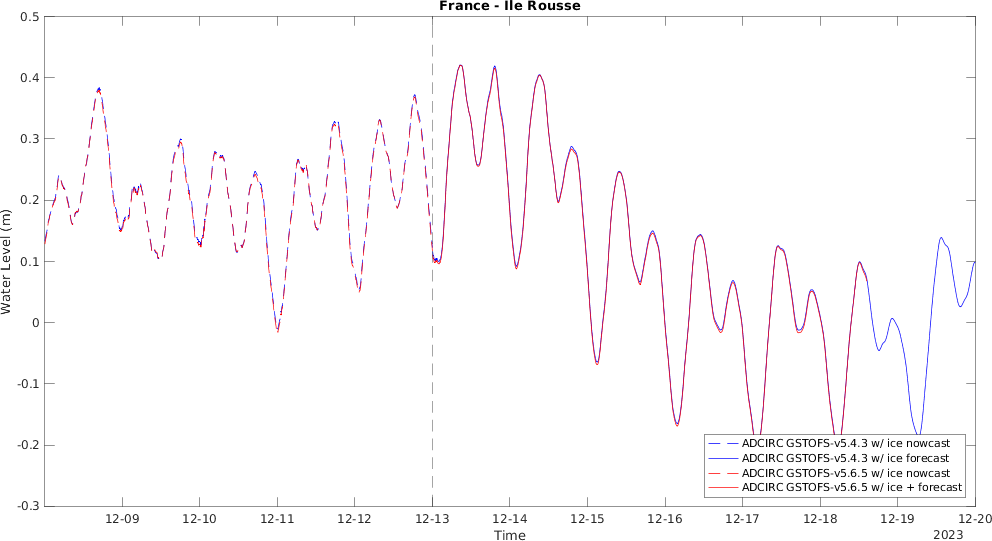 France - Ile Rousse
0.5
0.4
0.3
0.2
0.1
0
-0.1
-0.2
-0.3
Water Level (m)
12-09 12-10 12-11 12-12 12-13 12-14 12-15 12-16 12-17 12-18 12-19 12-20
Time
2023
ADCIRC GSTOFS-v5.4.3 w/ ice nowcast
ADCIRC GSTOFS-v5.4.3 w/ ice forecast
ADCIRC GSTOFS-v5.6.5 w/ ice nowcast
ADCIRC GSTOFS-v5.6.5 w/ ice + forecast